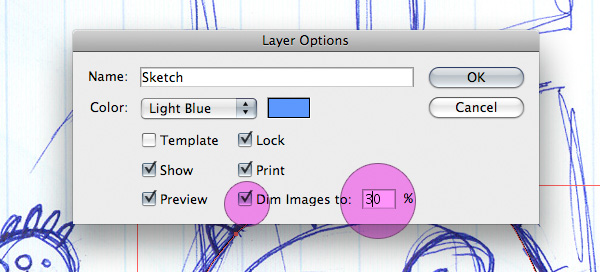 Layer Options
Name: Sketch OK
Color: Light Blue Cancel
Template Lock
Show Print
Preview Dim Images to: 30 %